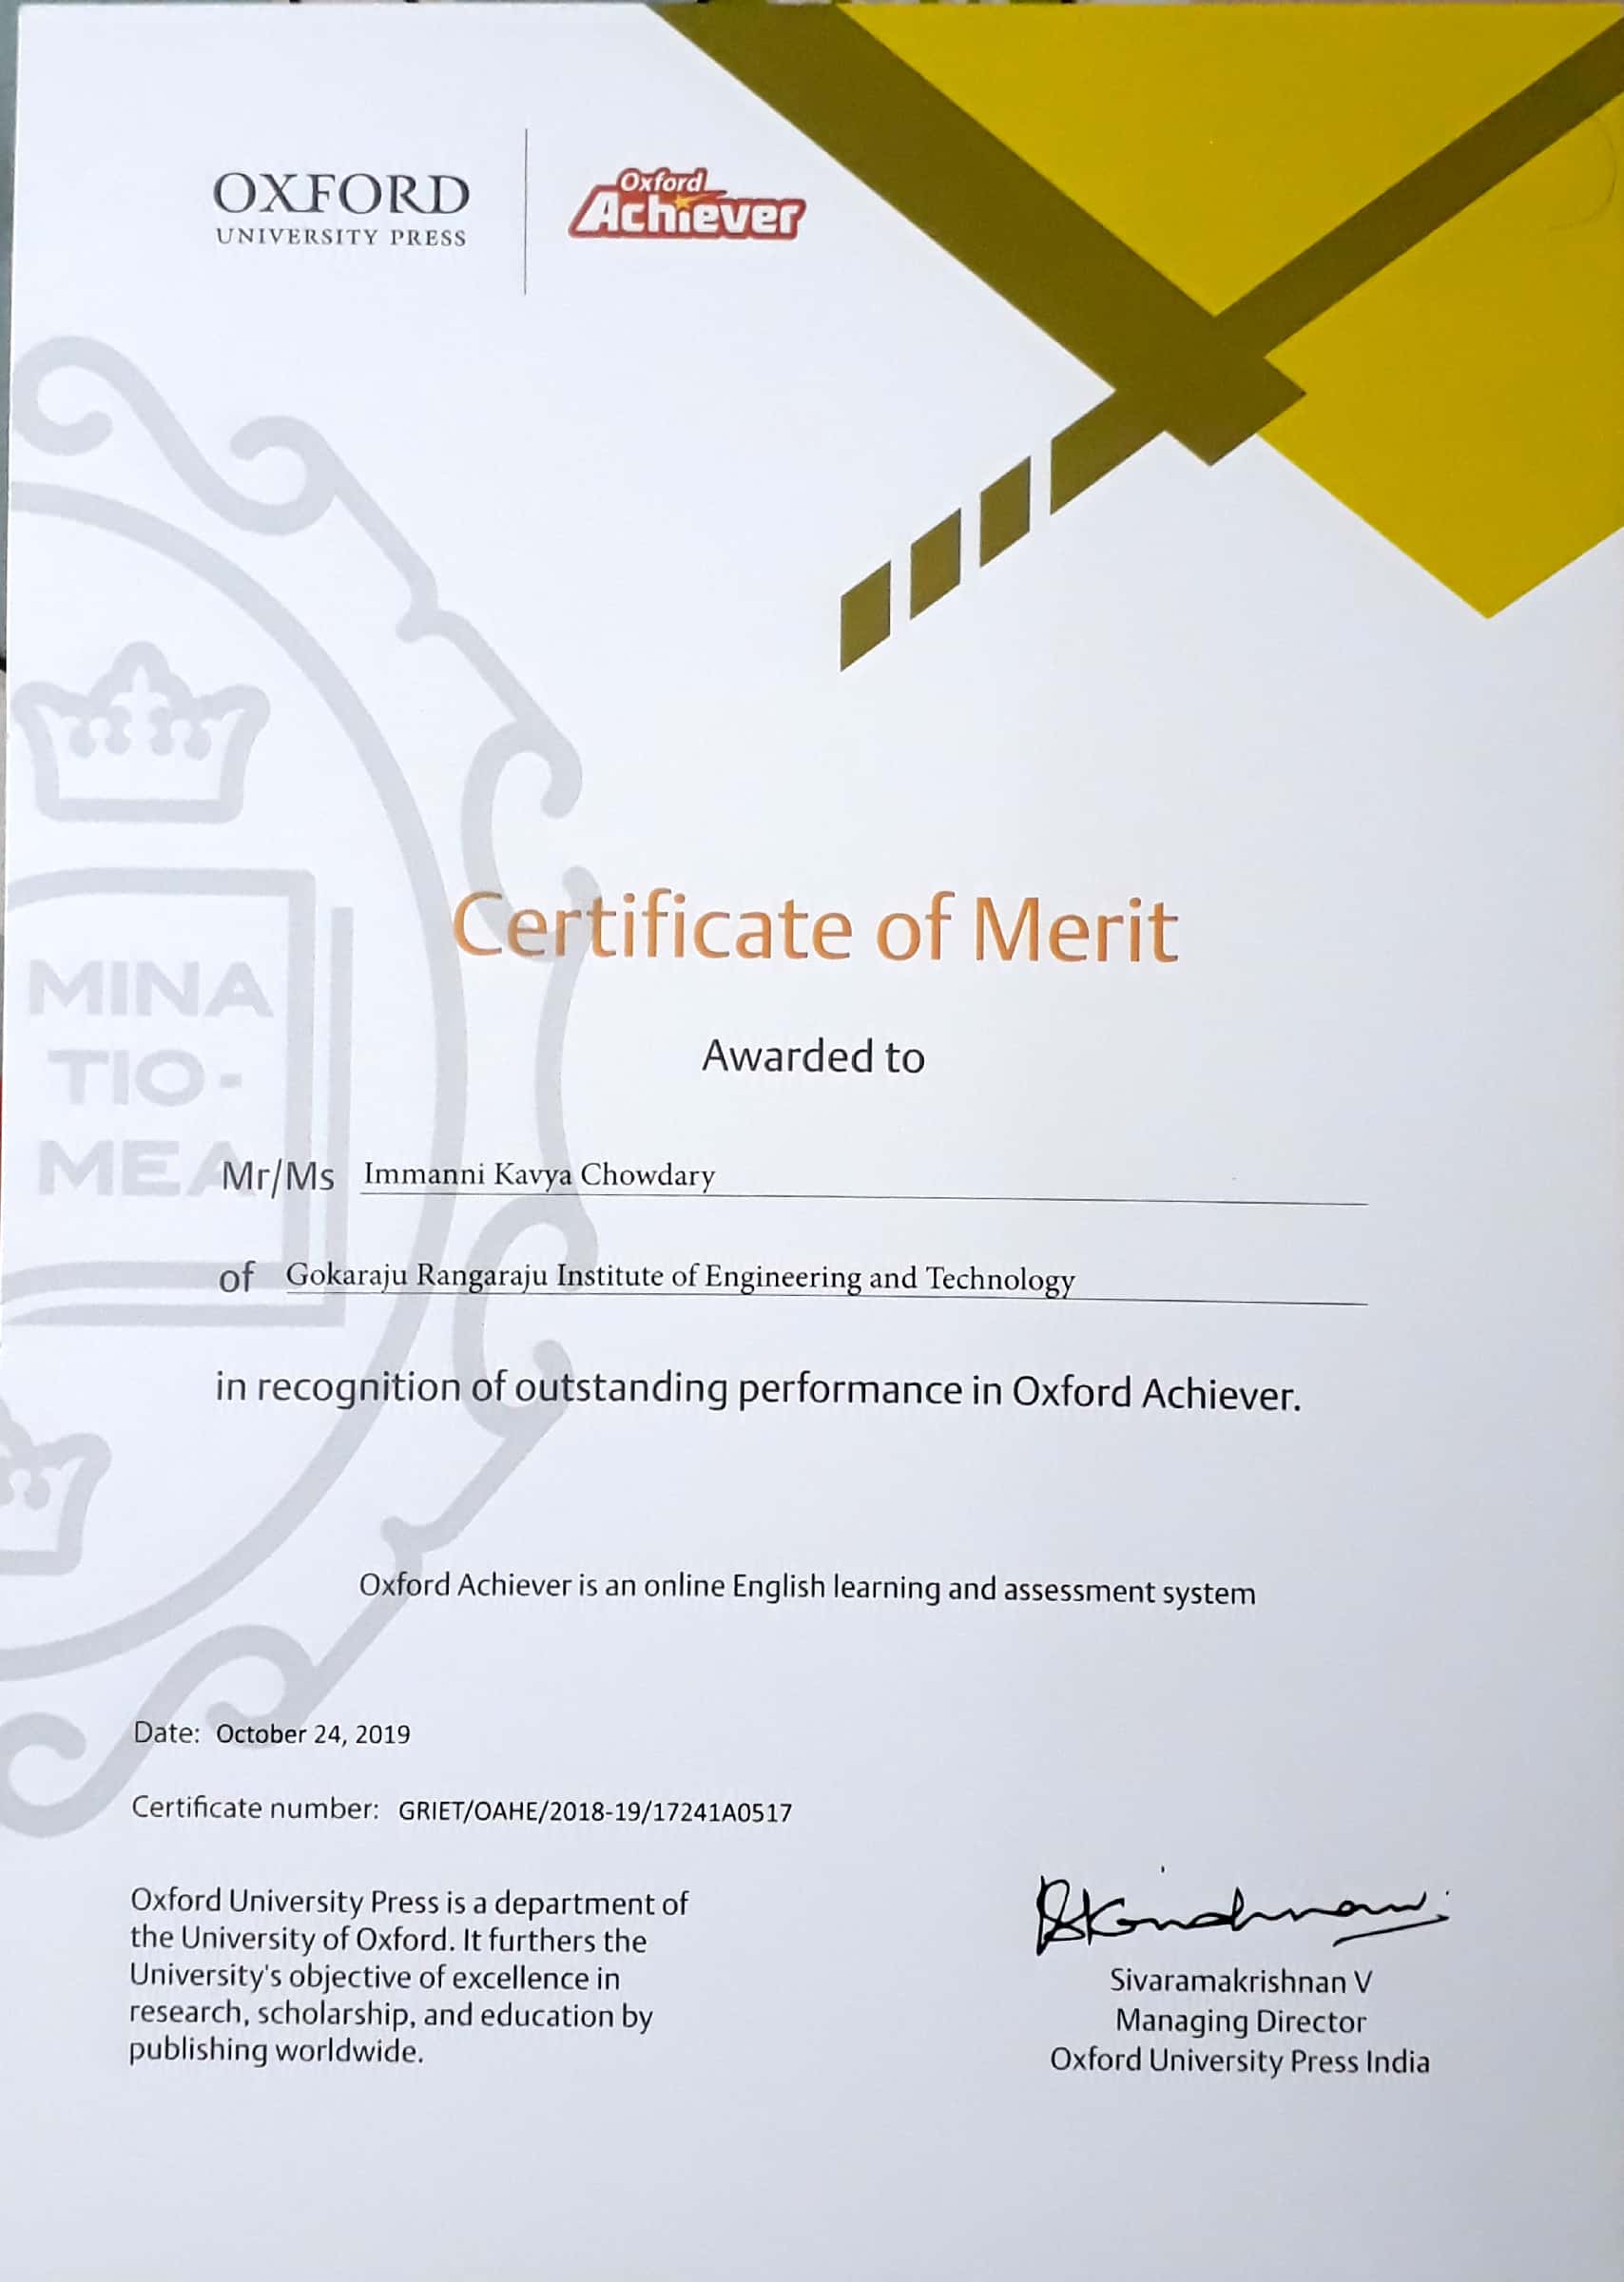 OXFORD
UNIVERSITY PRESS
Oxford
Achiever
MINA
TIO-
MEA
Certificate of Merit
Awarded to
Mr/Ms Immanni Kavya Chowdary
of Gokaraju Rangaraju Institute of Engineering and Technology
in recognition of outstanding performance in Oxford Achiever.
Oxford Achiever is an online English learning and assessment system
Date: October 24, 2019
Certificate number: GRIET/OAHE/2018-19/17241A0517
Oxford University Press is a department of
the University of Oxford. It furthers the
University's objective of excellence in
research, scholarship, and education by
publishing worldwide.
Sivaramakrishnan V
Managing Director
Oxford University Press India